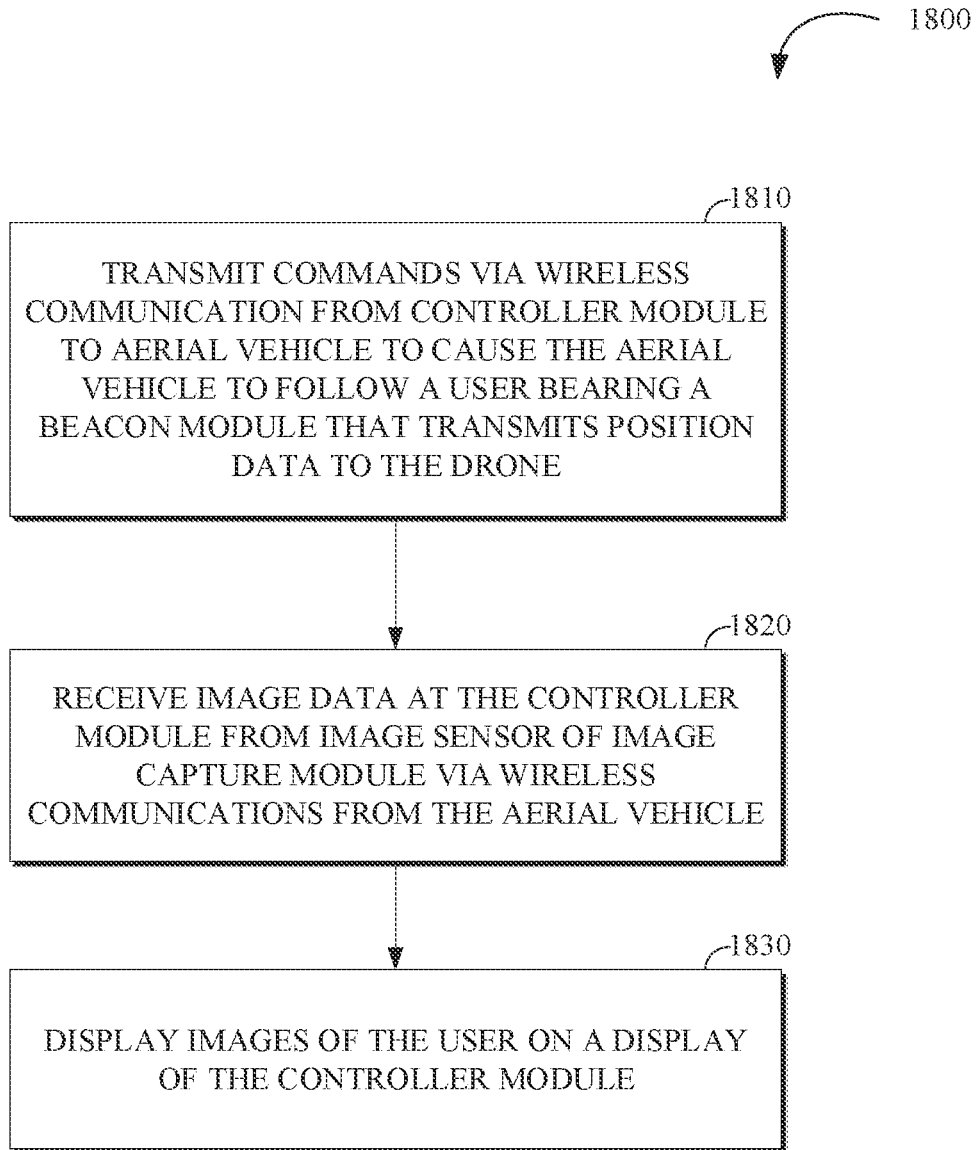 1800
1810
TRANSMIT COMMANDS VIA WIRELESS
COMMUNICATION FROM CONTROLLER MODULE
TO AERIAL VEHICLE TO CAUSE THE AERIAL
VEHICLE TO FOLLOW A USER BEARING A
BEACON MODULE THAT TRANSMITS POSITION
DATA TO THE DRONE
1820
RECEIVE IMAGE DATA AT THE CONTROLLER
MODULE FROM IMAGE SENSOR OF IMAGE
CAPTURE MODULE VIA WIRELESS
COMMUNICATIONS FROM THE AERIAL VEHICLE
1830
DISPLAY IMAGES OF THE USER ON A DISPLAY
OF THE CONTROLLER MODULE